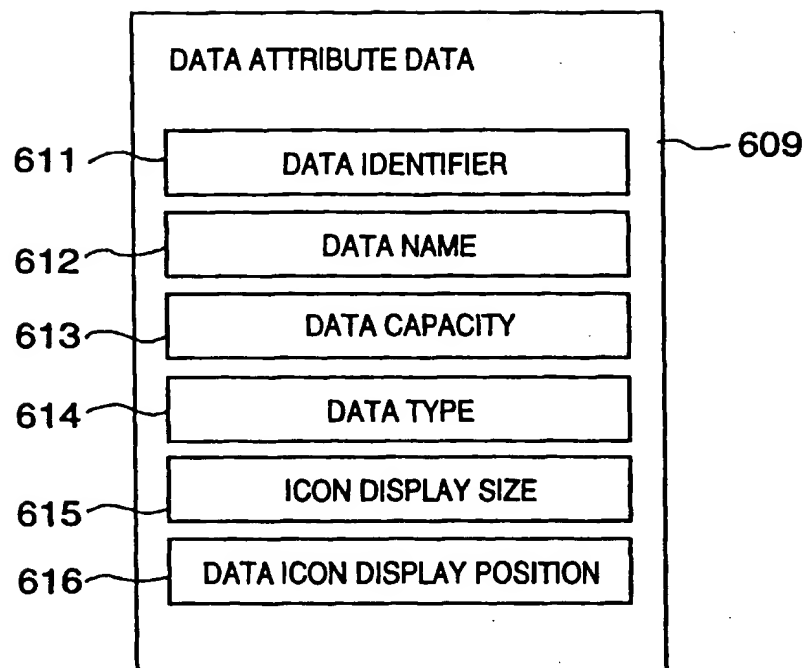 DATA ATTRIBUTE DATA
609
611 DATA IDENTIFIER
612 DATA NAME
613 DATA CAPACITY
614 DATA TYPE
615 ICON DISPLAY SIZE
616 DATA ICON DISPLAY POSITION